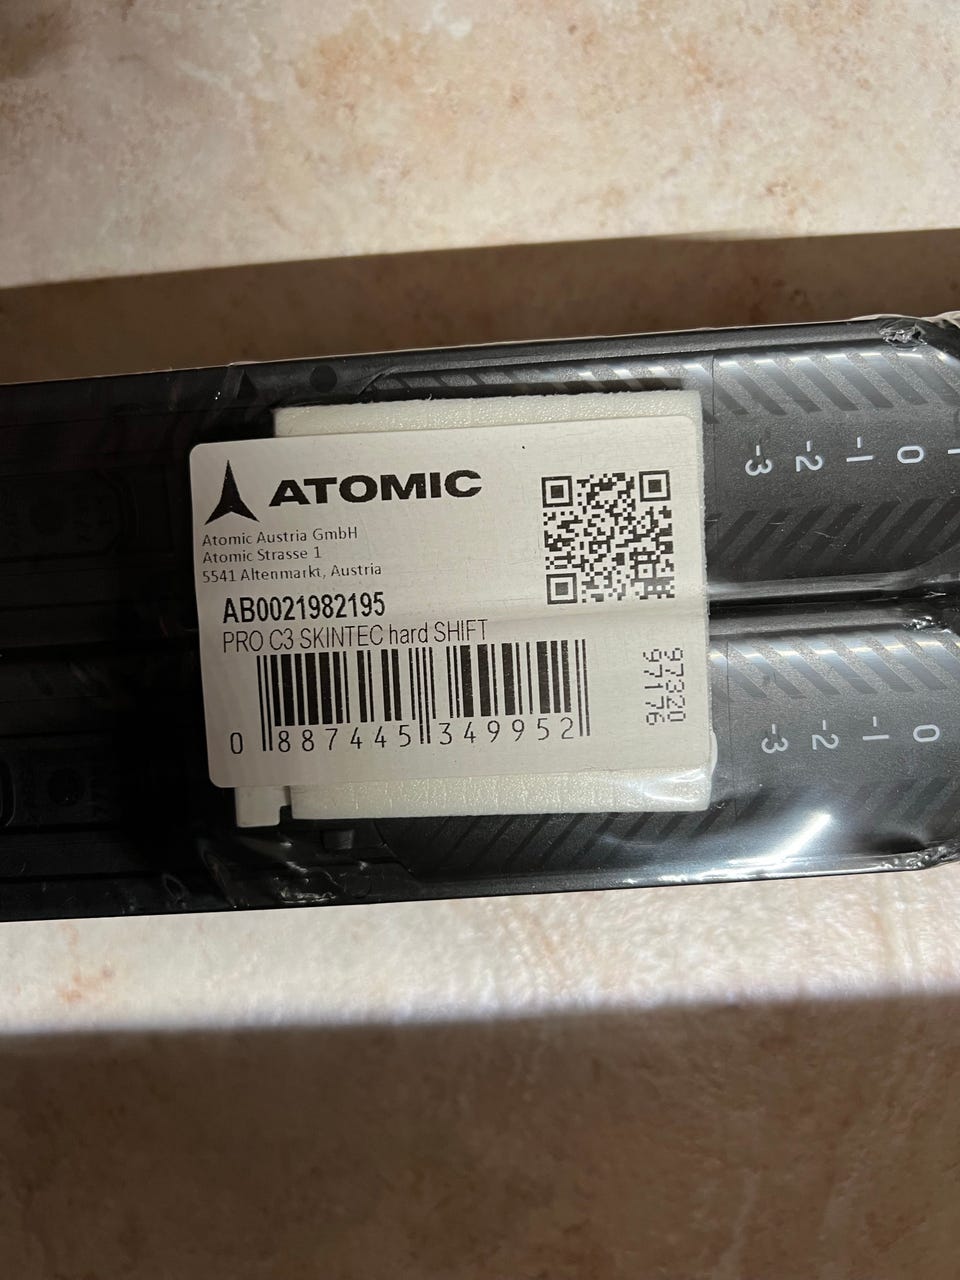 ATOMIC
Atomic Austria GmbH
Atomic Strasse 1
5541 Altenmarkt, Austria
AB0021982195
PRO C3 SKINTEC hard SHIFT
0 887445 349952
97320
97176
-3 -2 -1 0
-3 -2 -1 0